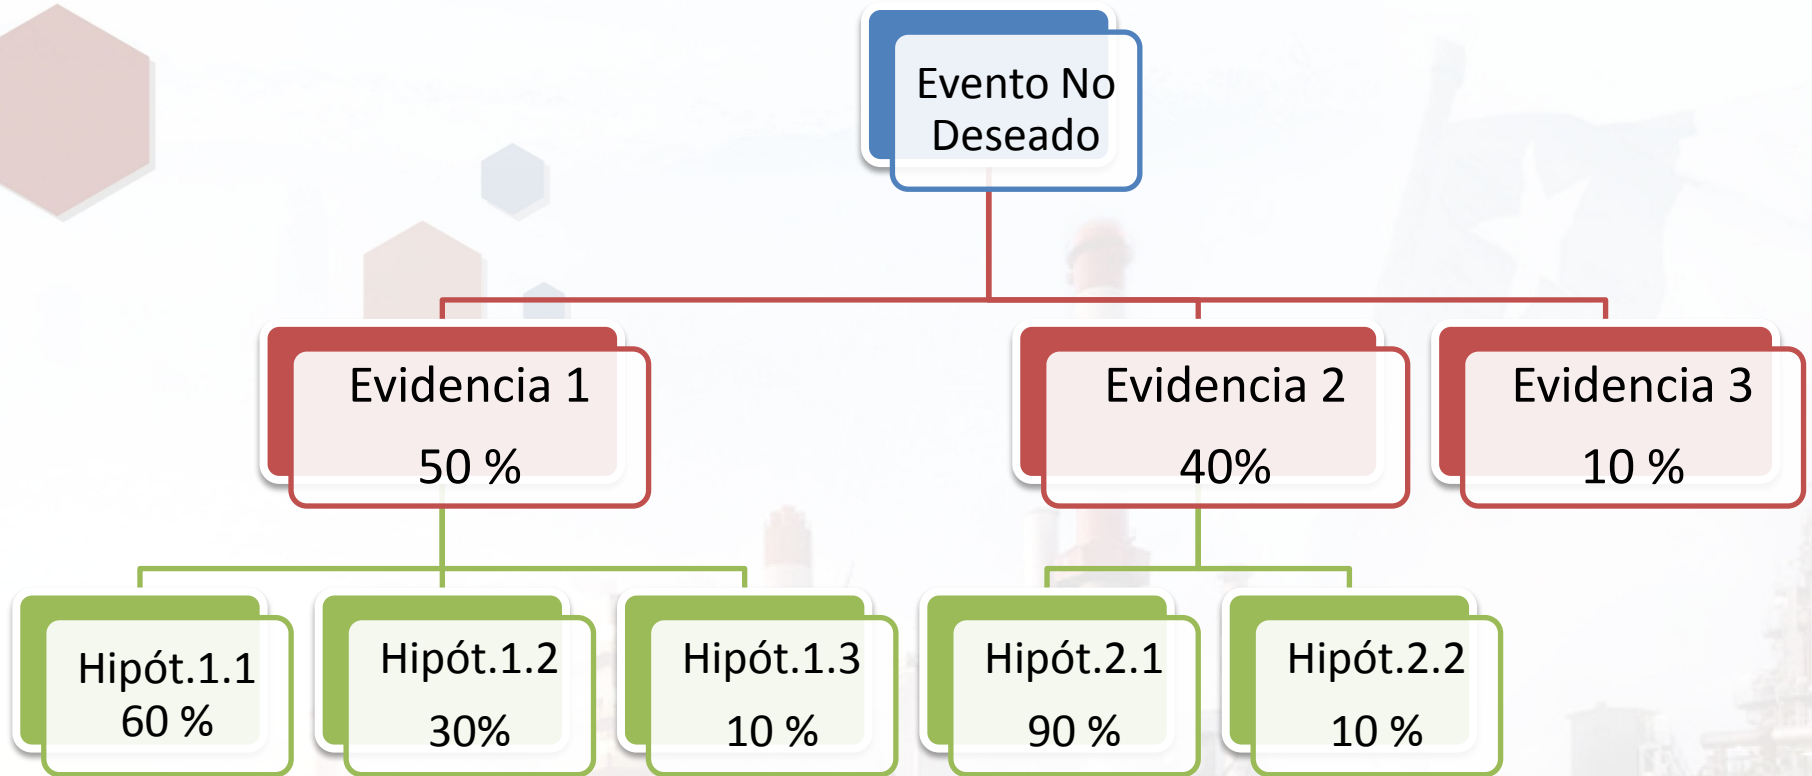 Evento No
Deseado
Evidencia 1
50 %
Evidencia 2
40%
Evidencia 3
10 %
Hipót.1.1
60 %
Hipót.1.2
30%
Hipót.1.3
10 %
Hipót.2.1
90 %
Hipót.2.2
10 %